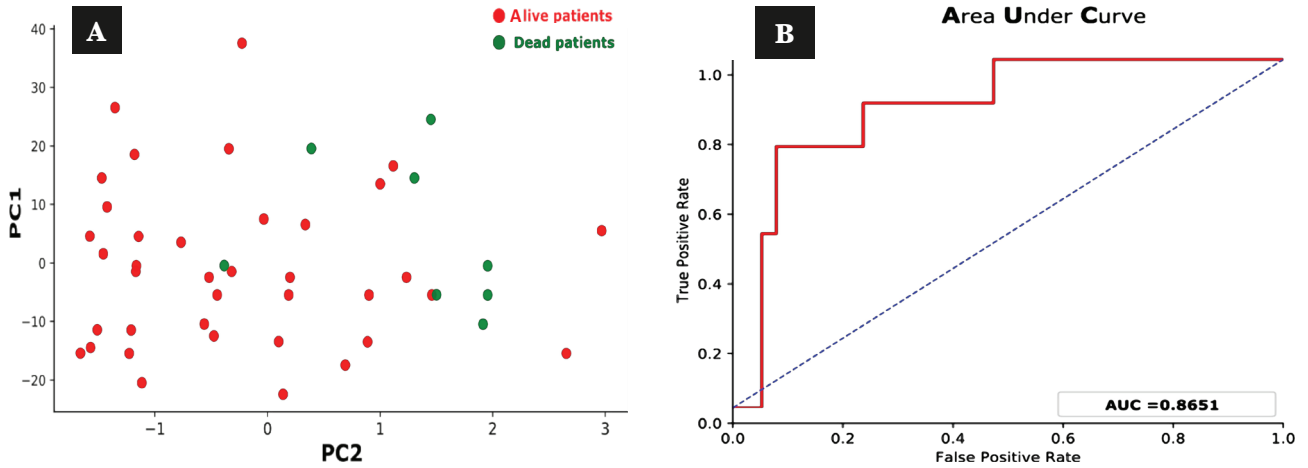 A
Alive patients
Dead patients
40
30
20
10
0
−10
−20
PC1
−1
0
1
2
3
PC2
B
Area Under Curve
1.0
0.8
0.6
0.4
0.2
0.0
True Positive Rate
AUC =0.8651
0.0
0.2
0.4
0.6
0.8
1.0
False Positive Rate